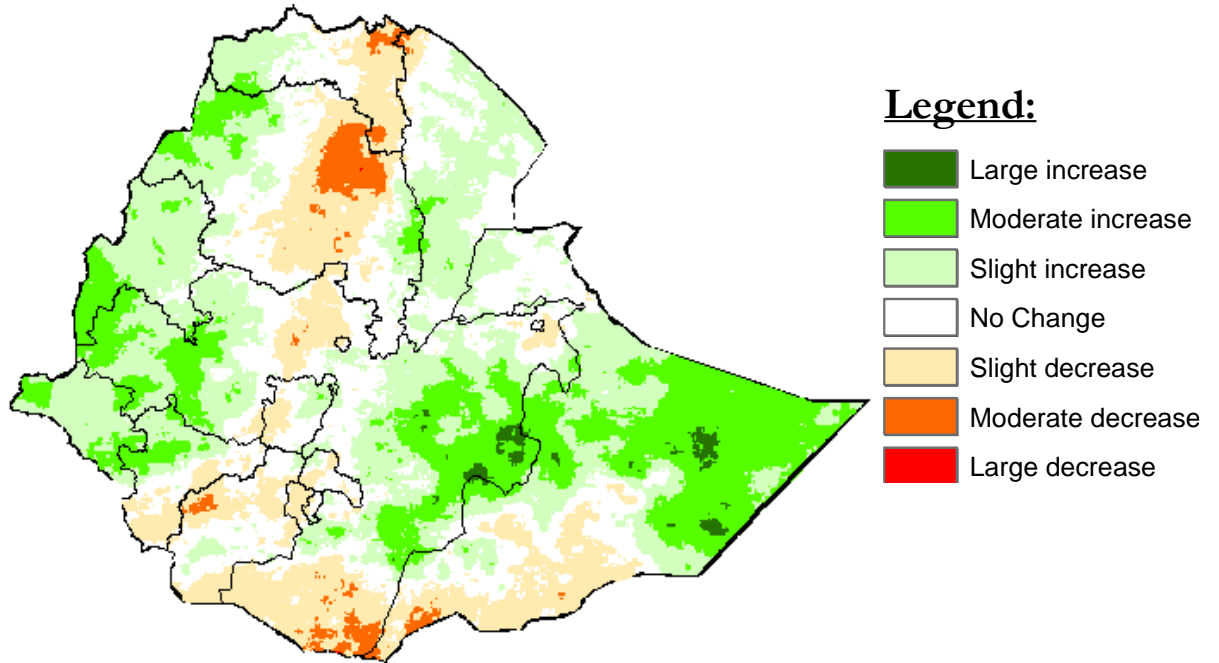 Legend:
Large increase
Moderate increase
Slight increase
No Change
Slight decrease
Moderate decrease
Large decrease